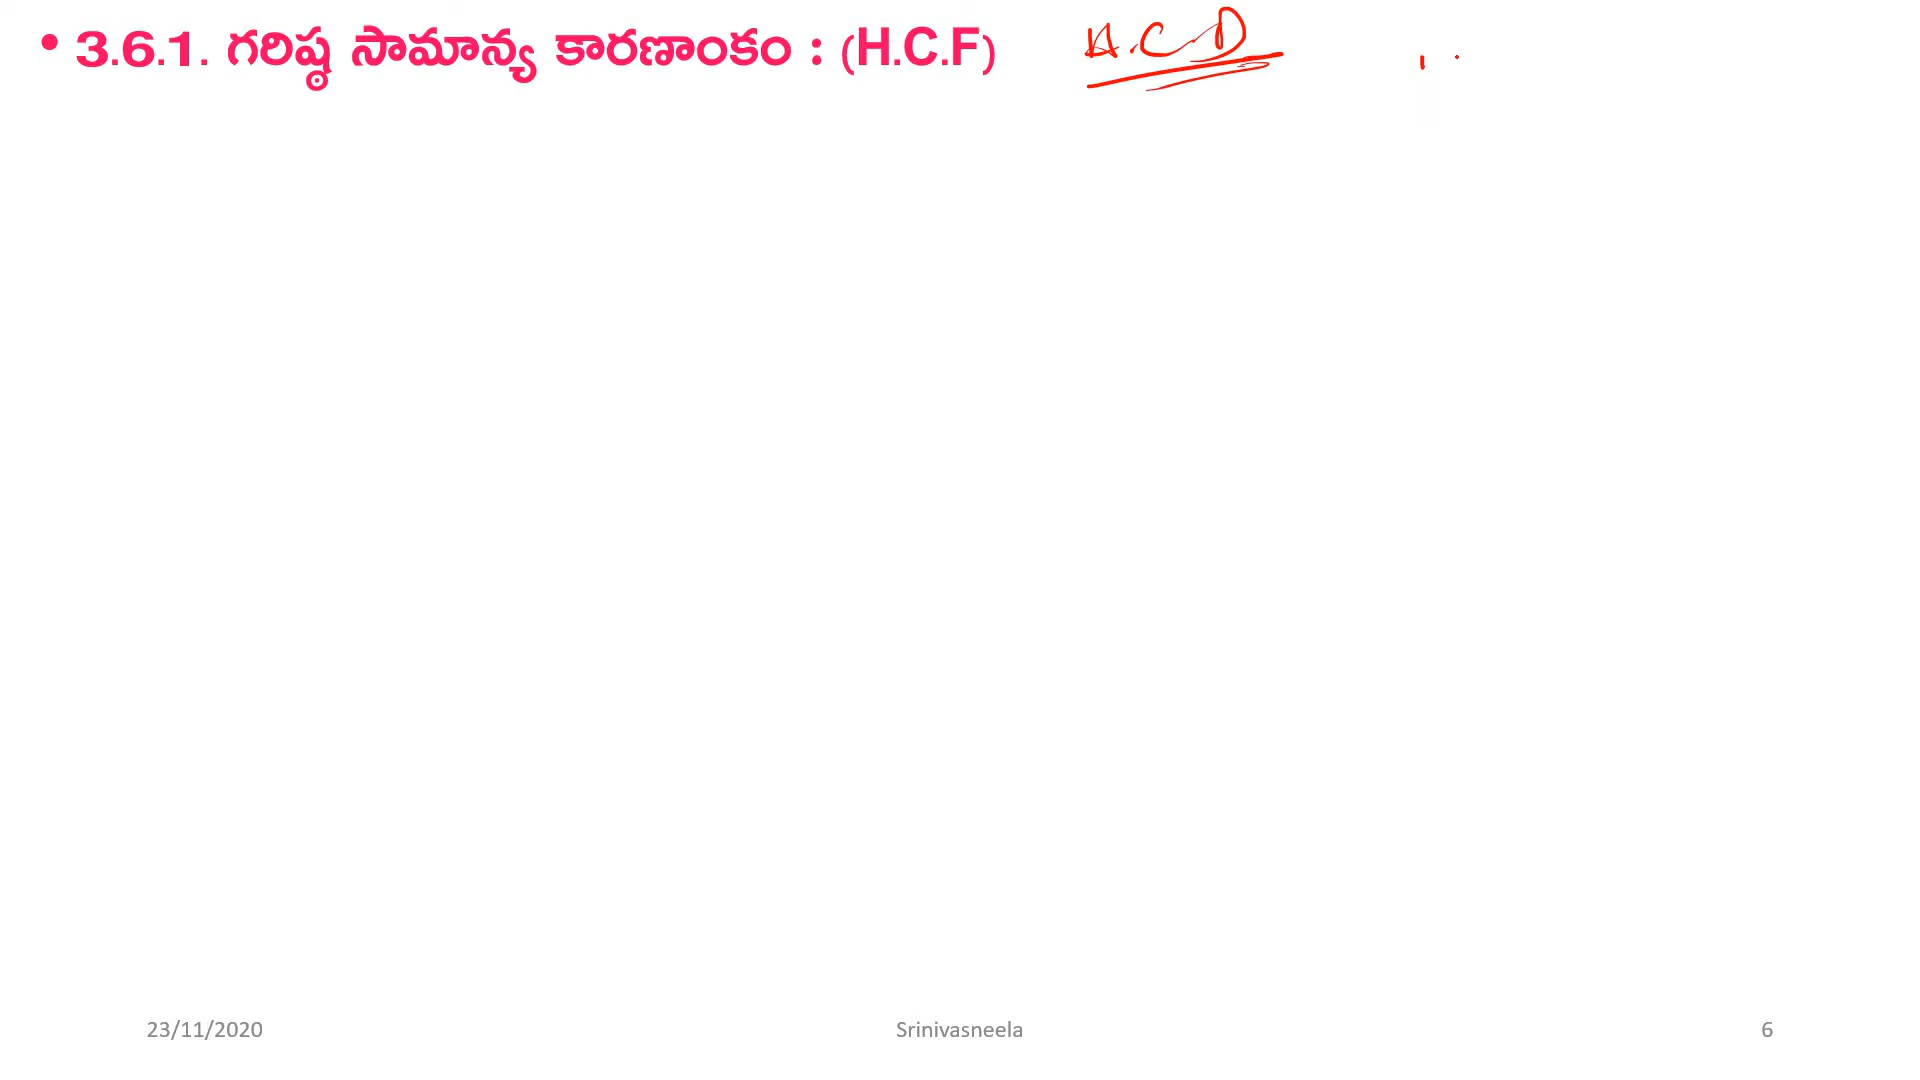 • 3.6.1. గరిష్ఠ సామాన్య కారణాంకం : (H.C.F) H.C.D
23/11/2020 Srinivasneela 6